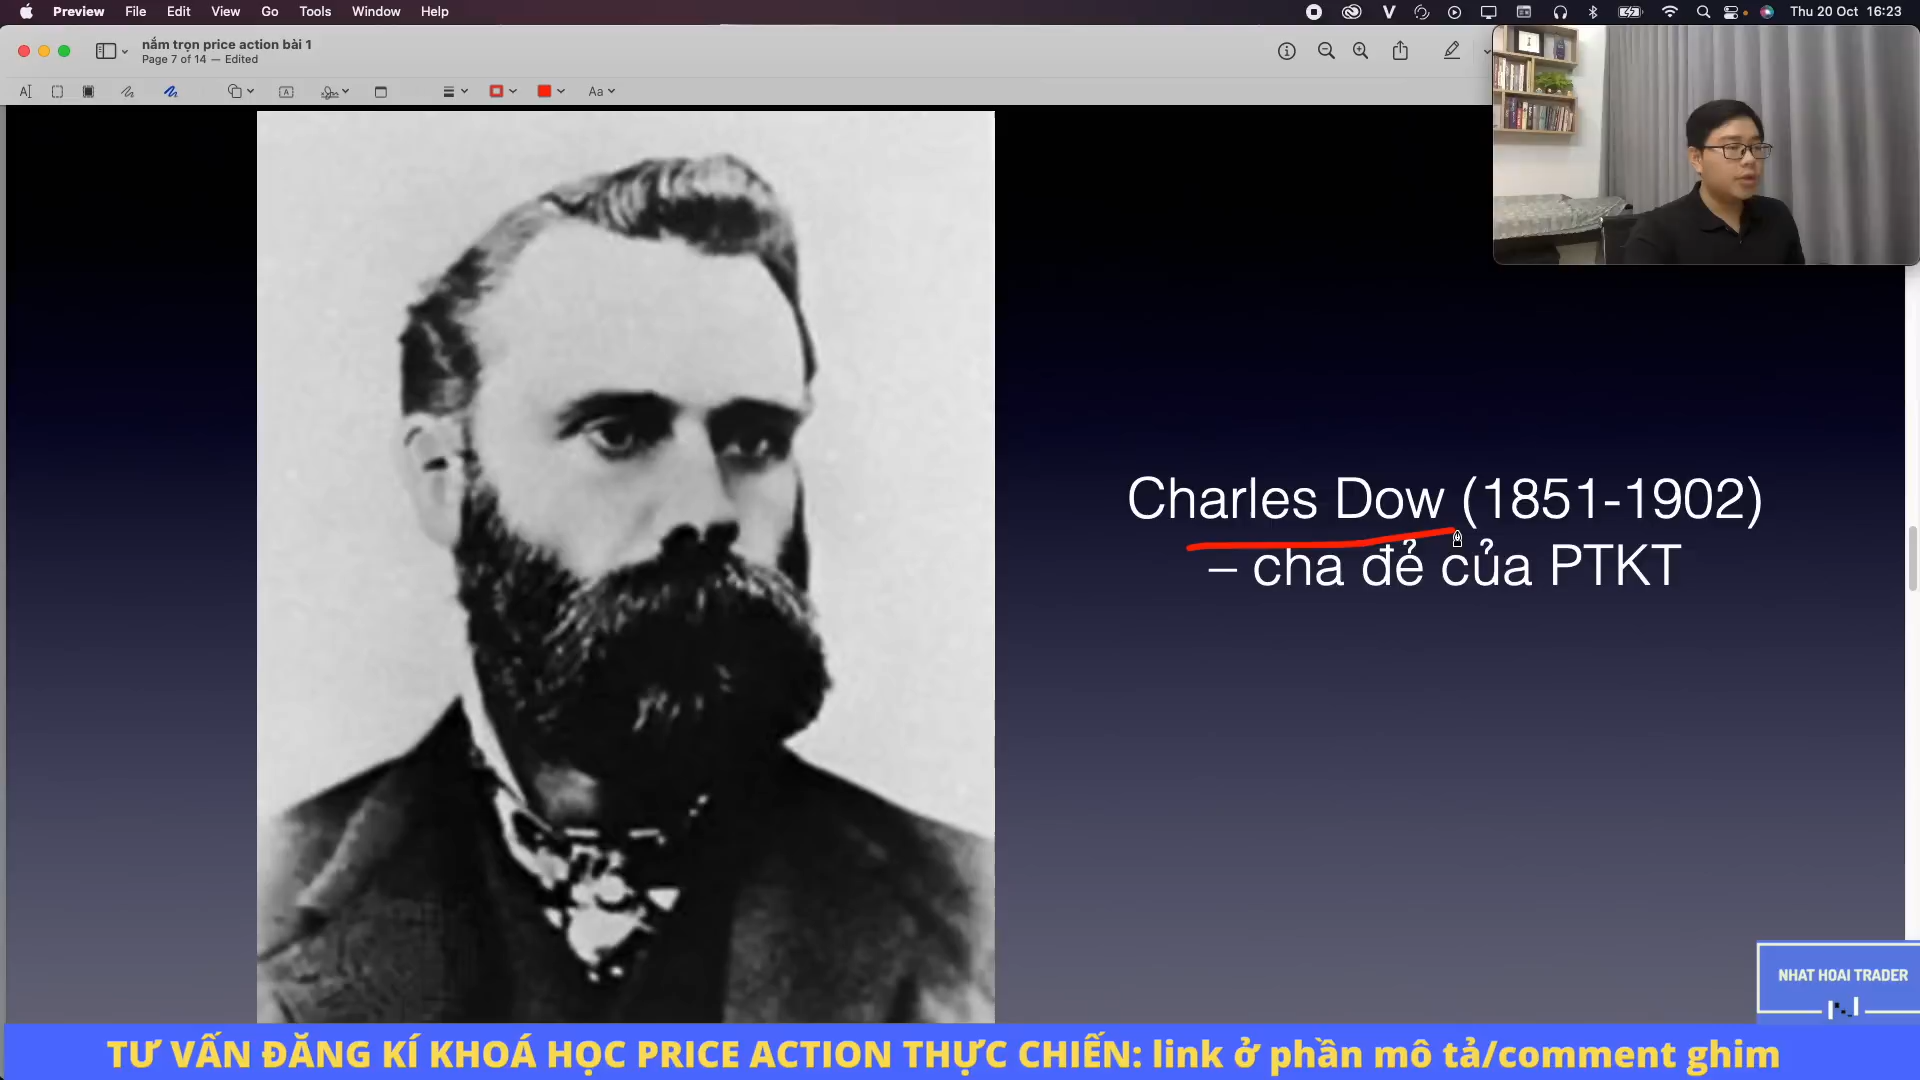 Preview File Edit View Go Tools Window Help
Thu 20 Oct 16:23
nắm trọn price action bài 1
Page 7 of 14 — Edited
Aa
Charles Dow (1851-1902)
– cha đẻ của PTKT
NHAT HOAI TRADER
TƯ VẤN ĐĂNG KÍ KHOÁ HỌC PRICE ACTION THỰC CHIẾN: link ở phần mô tả/comment ghim